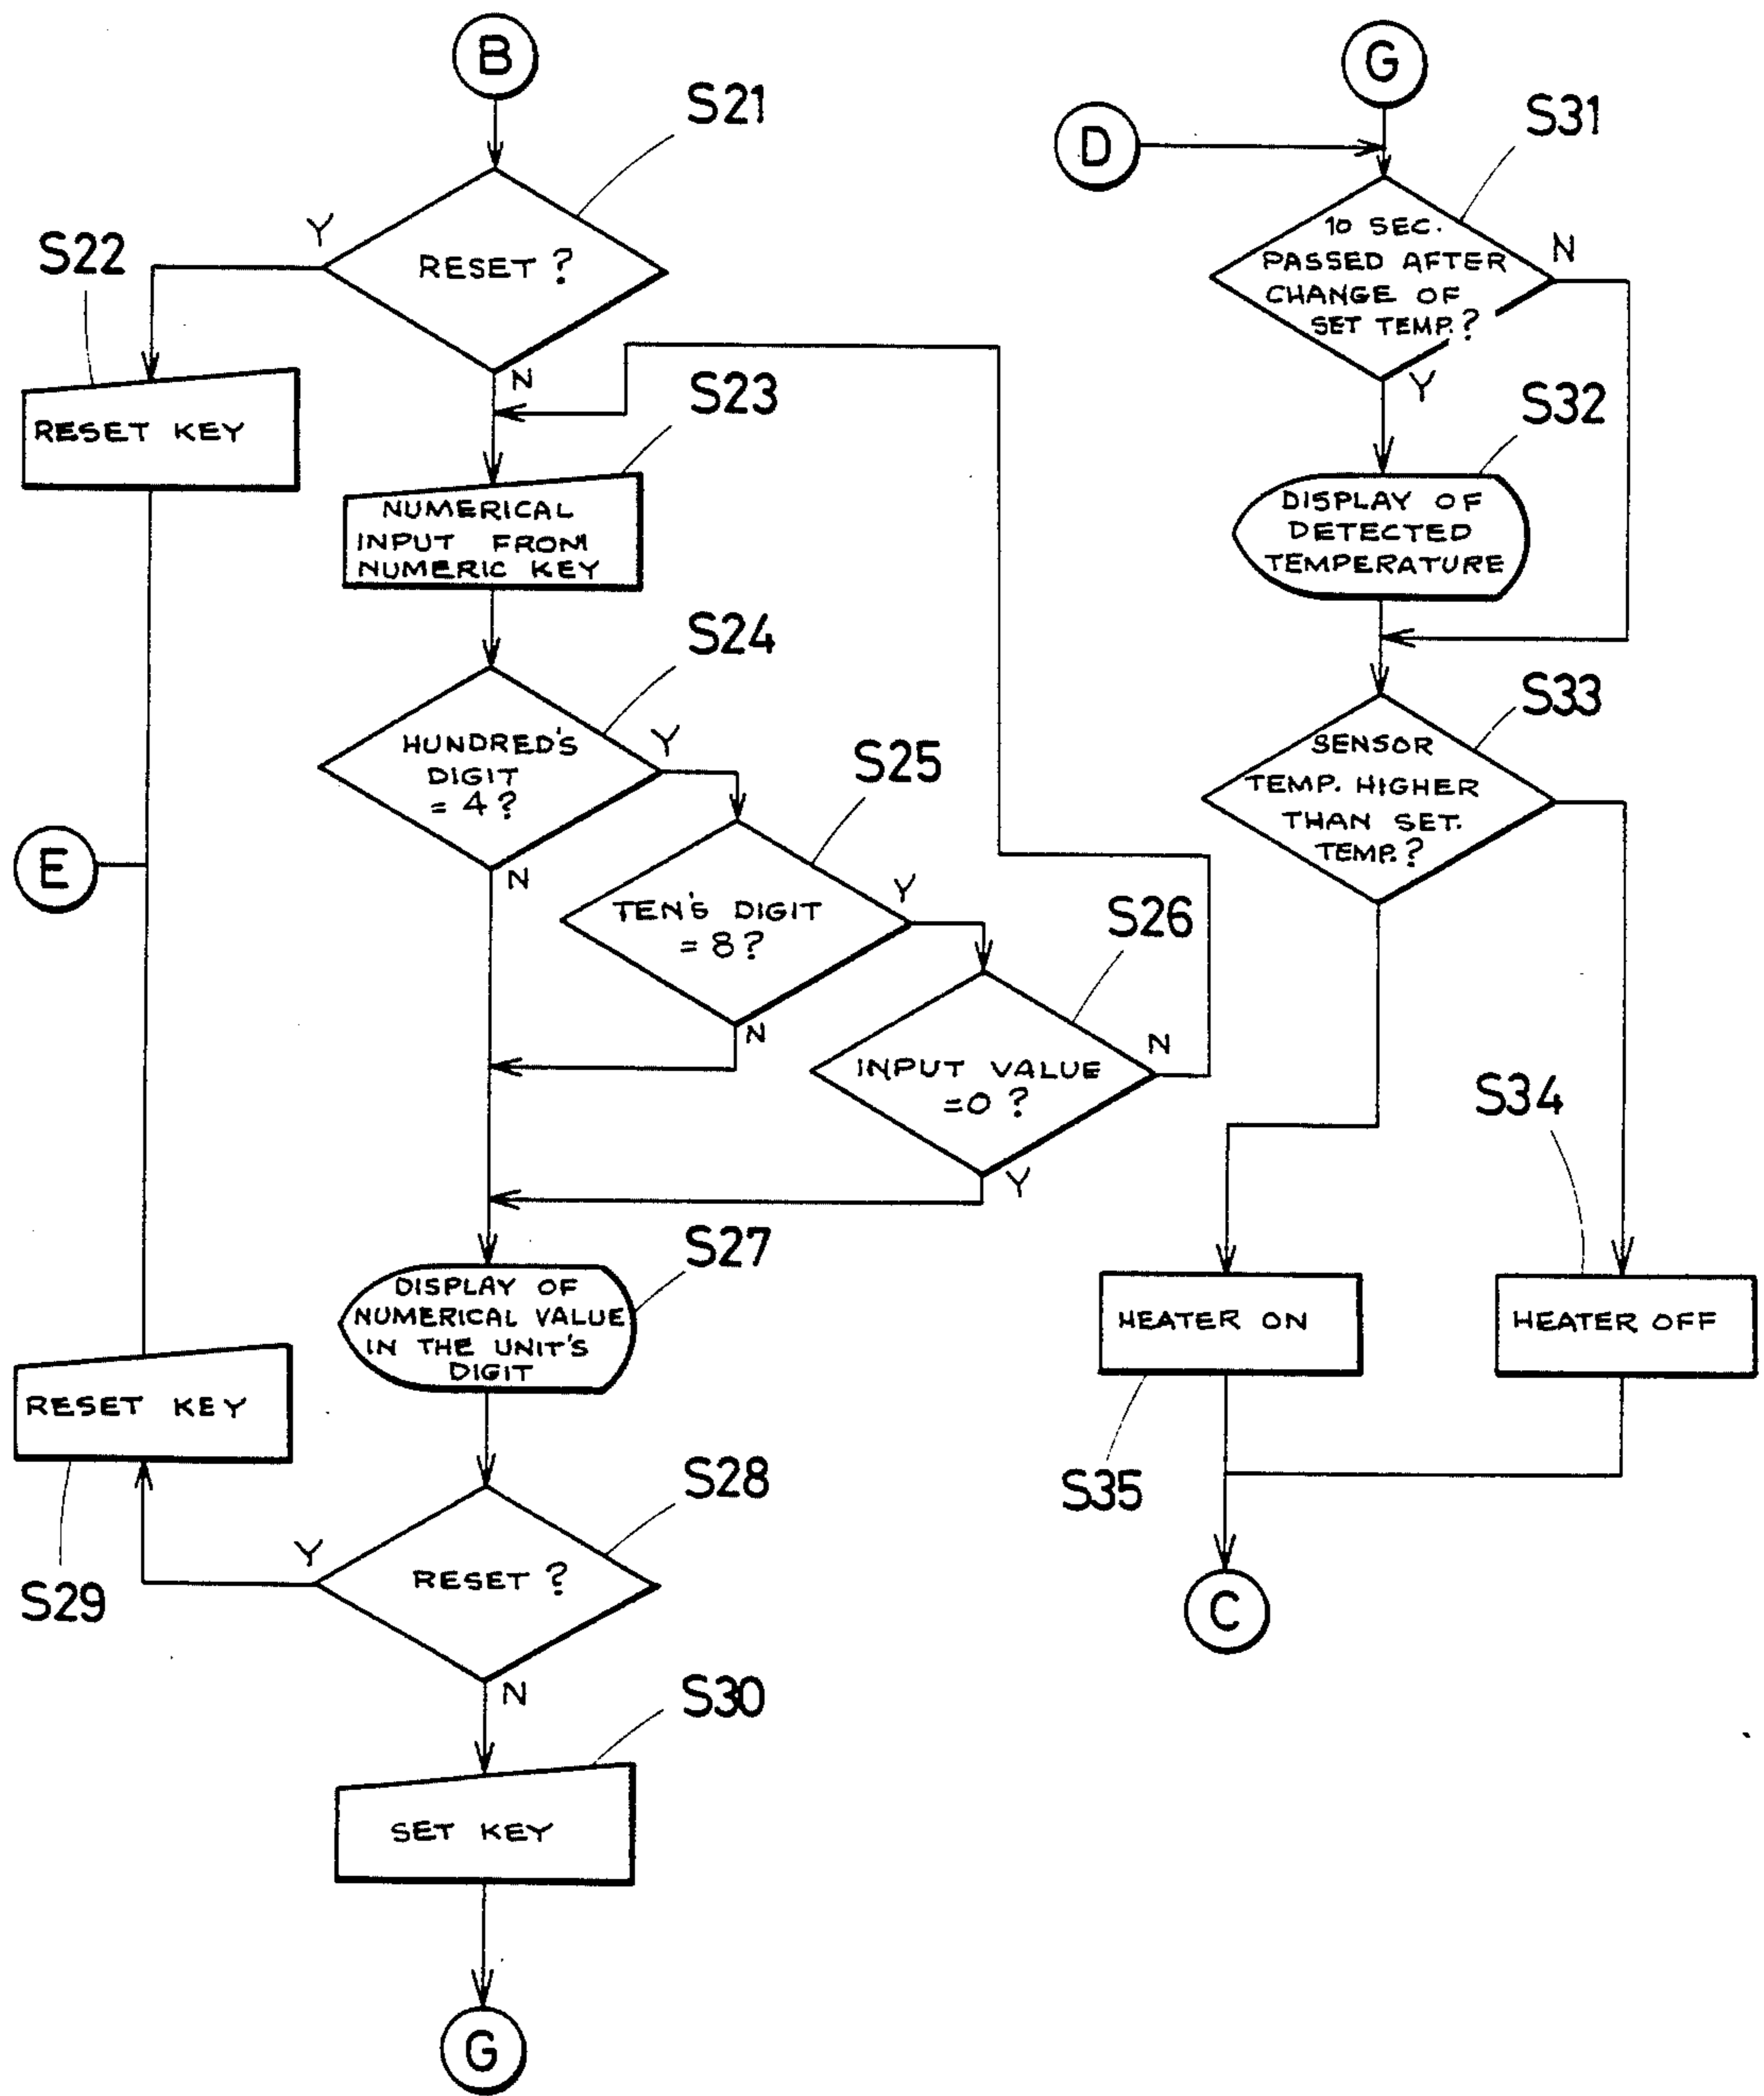 B
S21
Y
RESET ?
N
S22
RESET KEY
S23
NUMERICAL
INPUT FROM
NUMERIC KEY
S24
HUNDRED'S
DIGIT
= 4 ?
Y
N
S25
TEN'S DIGIT
= 8 ?
Y
N
S26
INPUT VALUE
=0 ?
N
Y
E
S27
DISPLAY OF
NUMERICAL VALUE
IN THE UNIT'S
DIGIT
RESET KEY
S29
S28
Y
RESET ?
N
S30
SET KEY
G
G
D
S31
10 SEC.
PASSED AFTER
CHANGE OF
SET TEMP. ?
N
Y
S32
DISPLAY OF
DETECTED
TEMPERATURE
S33
SENSOR
TEMP. HIGHER
THAN SET.
TEMP. ?
S34
HEATER ON
HEATER OFF
S35
C